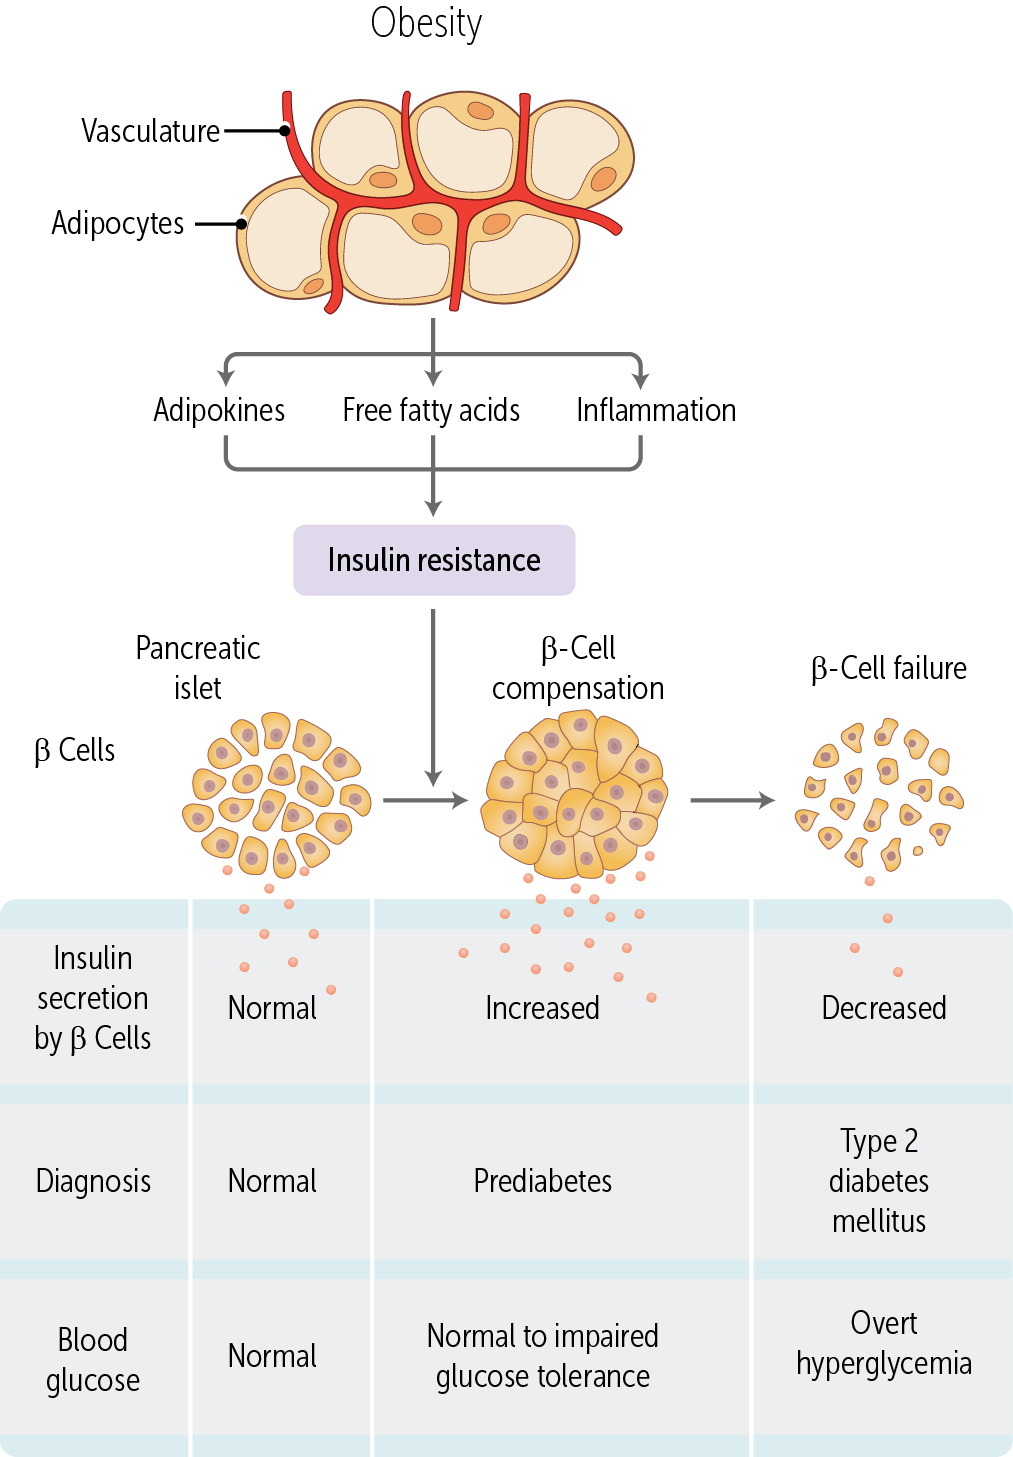 Obesity
Vasculature
Adipocytes
Adipokines
Free fatty acids
Inflammation
Insulin resistance
Pancreatic
islet
β-Cell
compensation
β-Cell failure
β Cells
Insulin
secretion
by β Cells
Normal
Increased
Decreased
Diagnosis
Normal
Prediabetes
Type 2
diabetes
mellitus
Blood
glucose
Normal
Normal to impaired
glucose tolerance
Overt
hyperglycemia